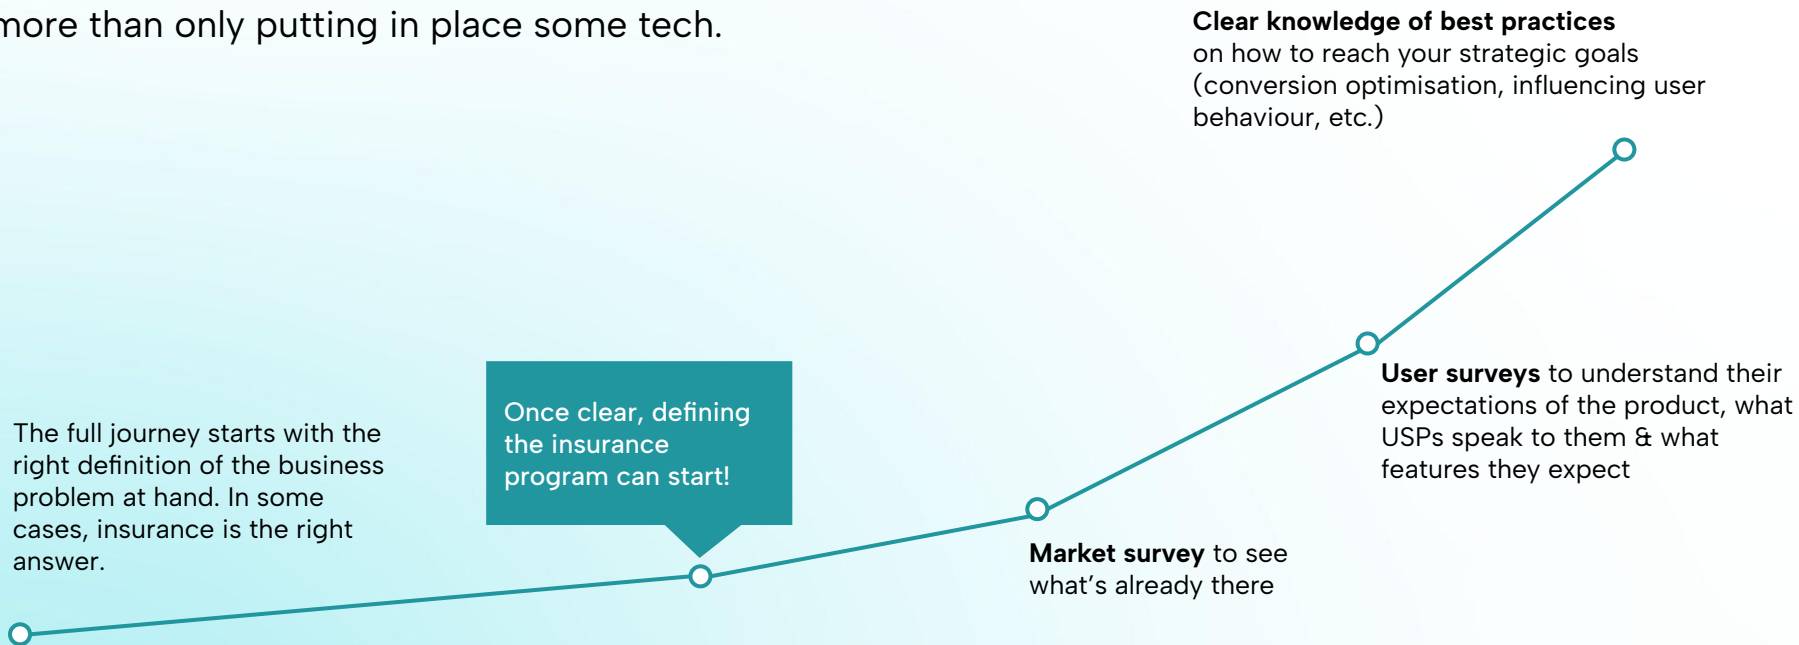 more than only putting in place some tech.
Clear knowledge of best practices
on how to reach your strategic goals
(conversion optimisation, influencing user
behaviour, etc.)
The full journey starts with the
right definition of the business
problem at hand. In some
cases, insurance is the right
answer.
Once clear, defining
the insurance
program can start!
Market survey to see
what's already there
User surveys to understand their
expectations of the product, what
USPs speak to them & what
features they expect